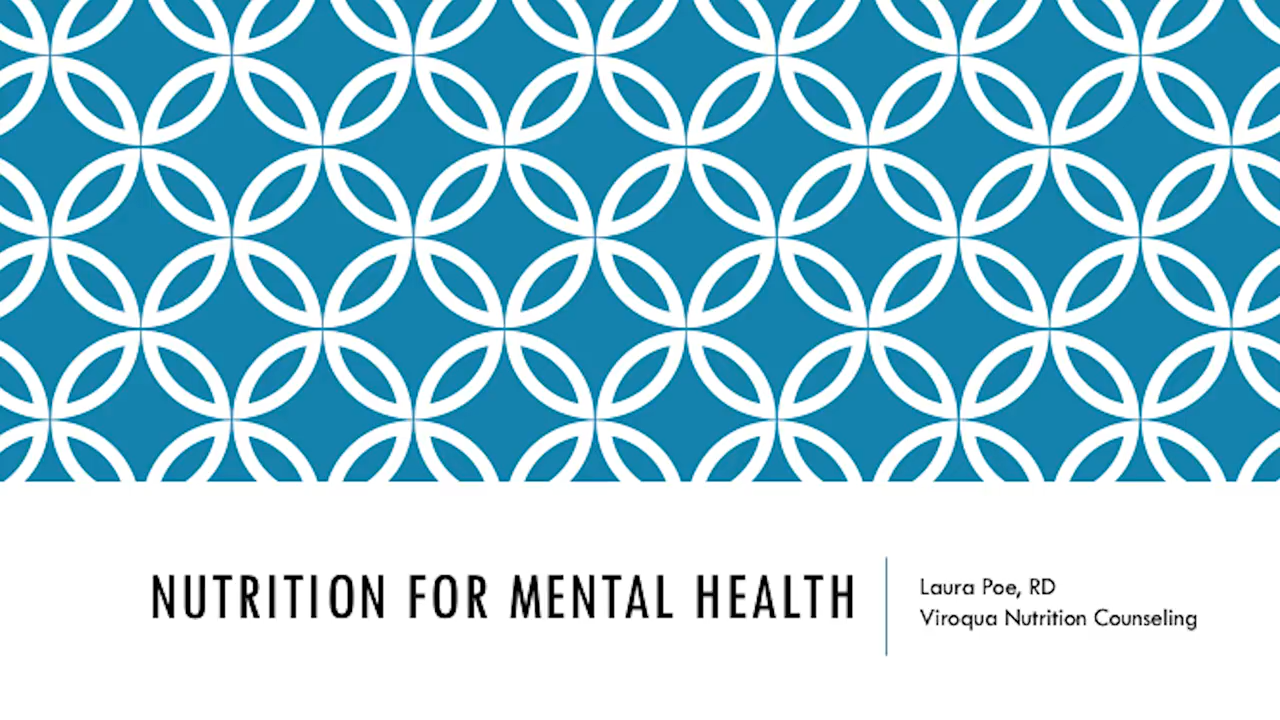 NUTRITION FOR MENTAL HEALTH
Laura Poe, RD
Viroqua Nutrition Counseling